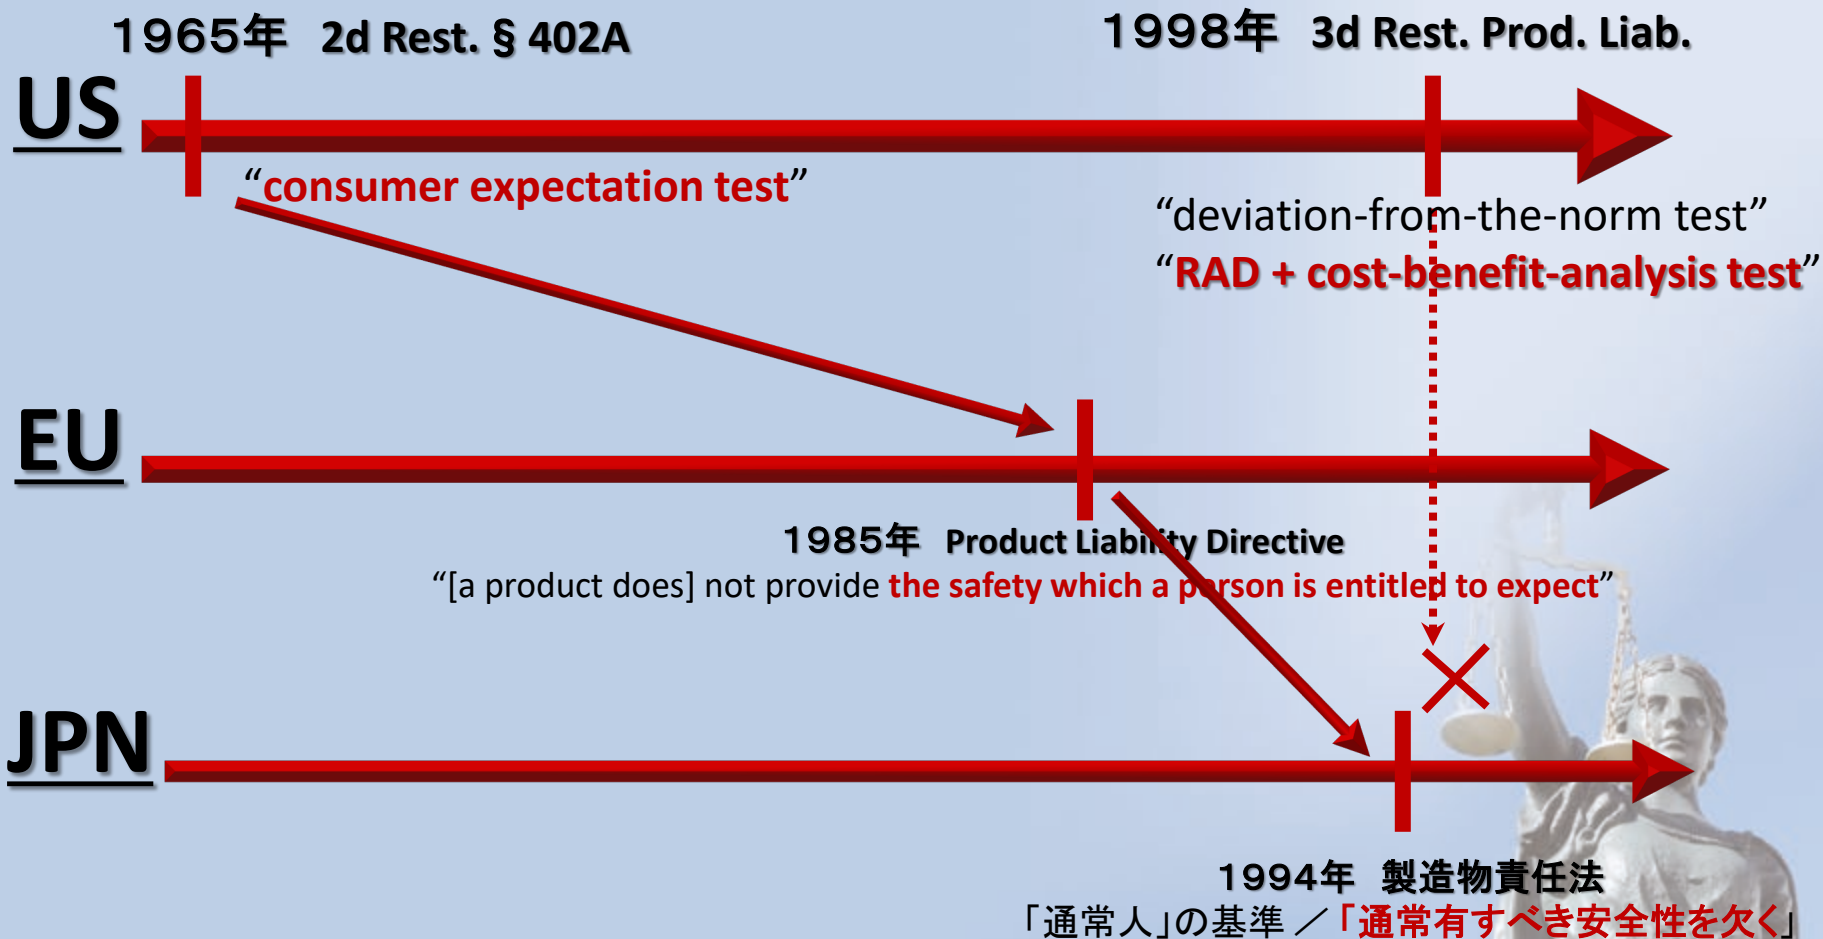 1965年 2d Rest. § 402A
1998年 3d Rest. Prod. Liab.
US
“consumer expectation test”
“deviation-from-the-norm test”
“RAD + cost-benefit-analysis test”
EU
1985年 Product Liability Directive
“[a product does] not provide the safety which a person is entitled to expect”
JPN
1994年 製造物責任法
「通常人」の基準 ／「通常有すべき安全性を欠く」